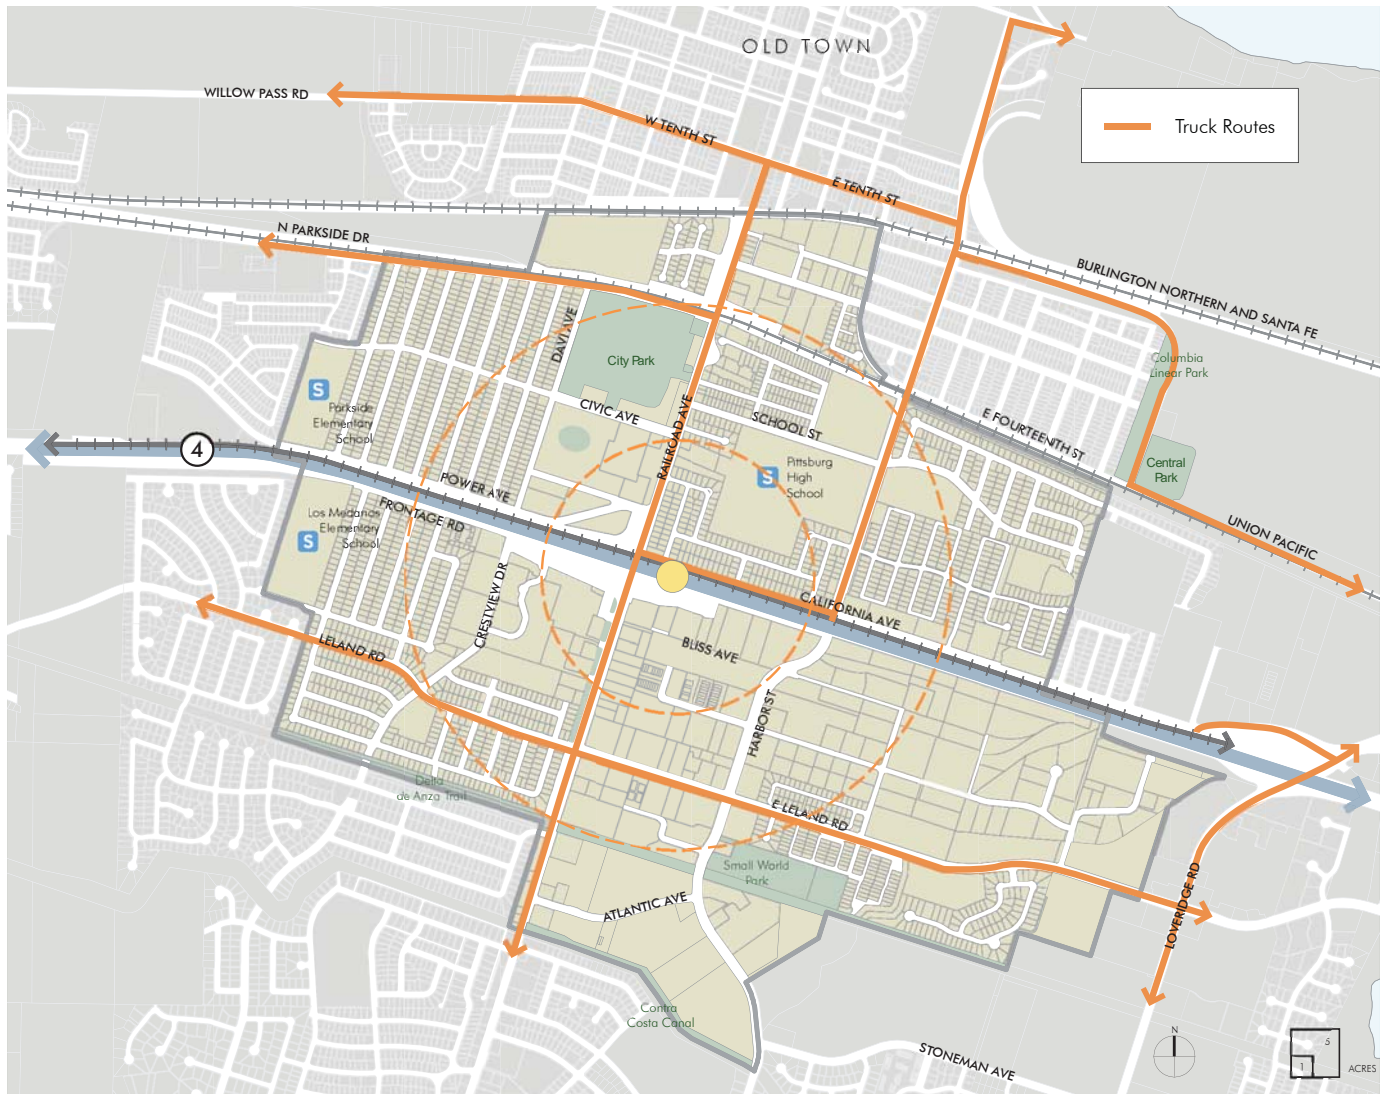 OLD TOWN
WILLOW PASS RD
Truck Routes
W TENTH ST
E TENTH ST
N PARKSIDE DR
BURLINGTON NORTHERN AND SANTA FE
DAVI AVE
City Park
Columbia
Linear Park
S
Parkside
Elementary
School
CIVIC AVE
RAILROAD AVE
SCHOOL ST
E FOURTEENTH ST
4
S
Pittsburg
High
School
Central
Park
POWER AVE
FRONTAGE RD
S
Los Medanos
Elementary
School
UNION PACIFIC
CRESTVIEW DR
CALIFORNIA AVE
LELAND RD
BLISS AVE
HARBOR ST
Delta
de Anza Trail
E LELAND RD
Small World
Park
ATLANTIC AVE
LOVERIDGE RD
Contra
Costa Canal
STONEMAN AVE
N
5
1
ACRES